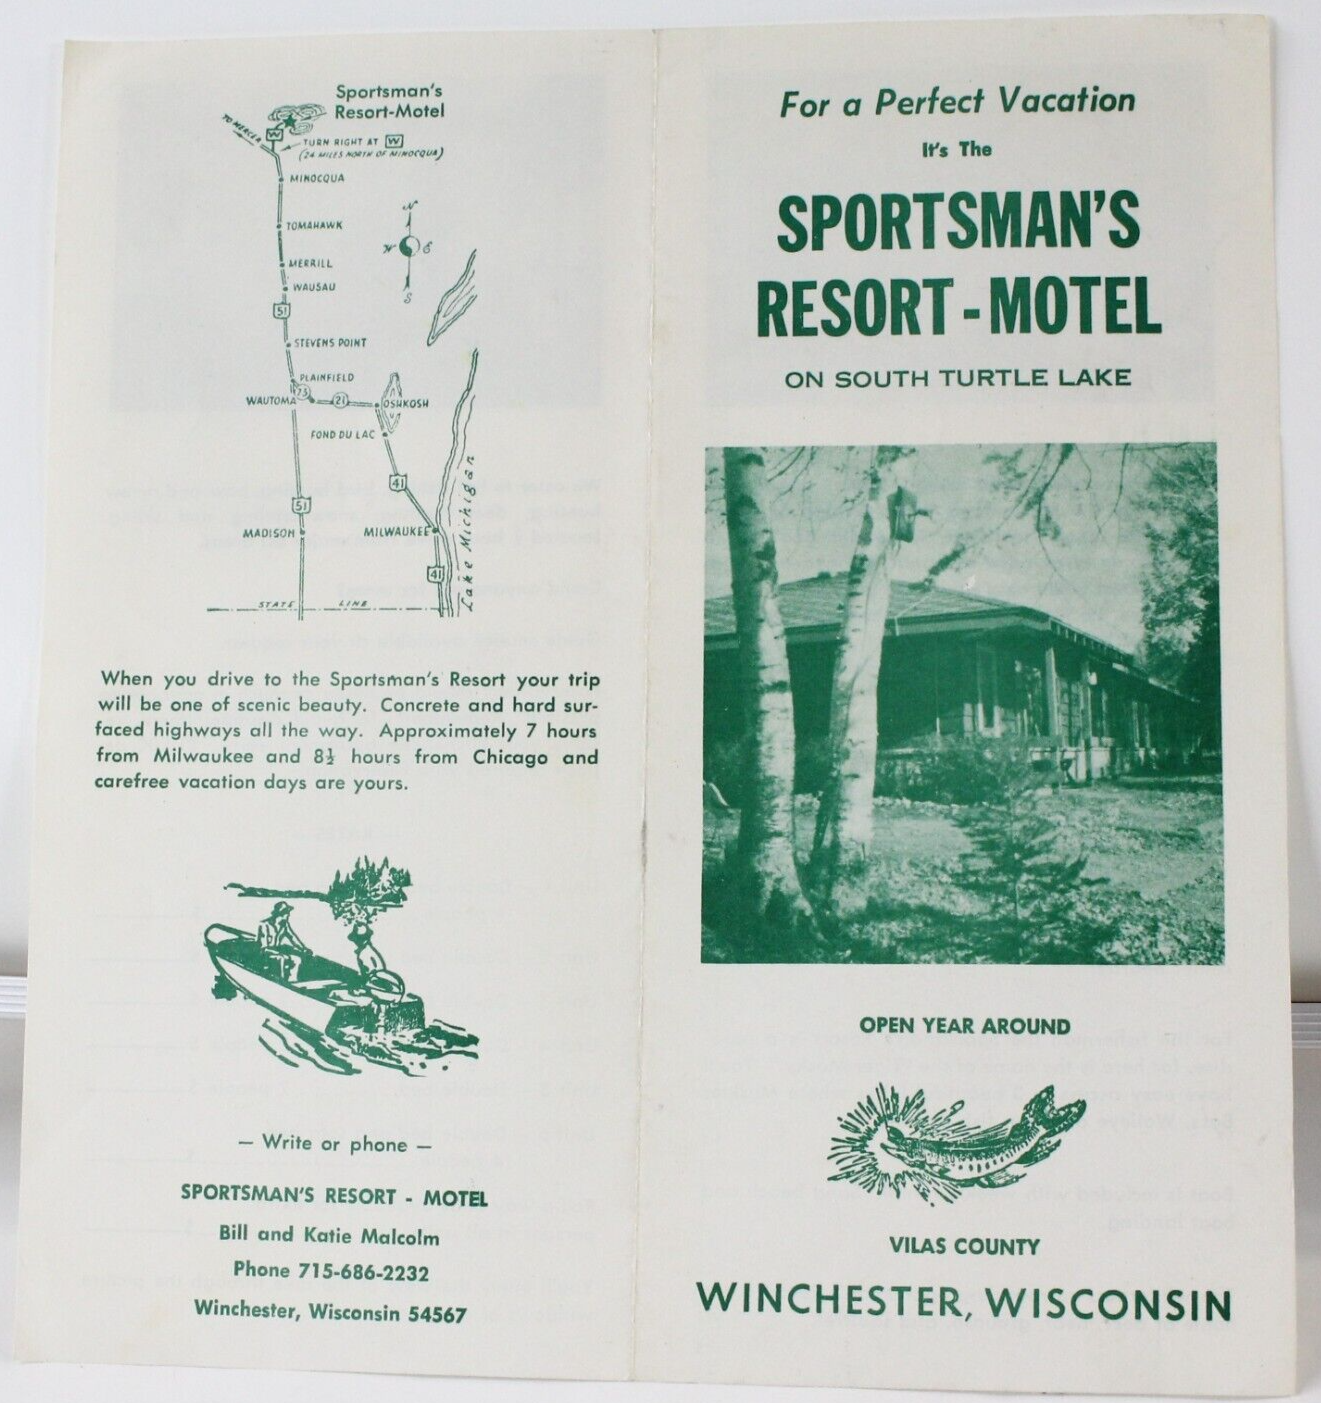 Sportsman's
Resort-Motel
TO MERCER
W
TURN RIGHT AT W
(24 MILES NORTH OF MINOCQUA)
MINOCQUA
TOMAHAWK
MERRILL
WAUSAU
51
STEVENS POINT
PLAINFIELD
73
WAUTOMA
21
OSHKOSH
FOND DU LAC
41
51
MADISON
MILWAUKEE
41
Lake Michigan
STATE LINE
N
W E
S
When you drive to the Sportsman's Resort your trip
will be one of scenic beauty. Concrete and hard sur-
faced highways all the way. Approximately 7 hours
from Milwaukee and 8½ hours from Chicago and
carefree vacation days are yours.
— Write or phone —
SPORTSMAN'S RESORT - MOTEL
Bill and Katie Malcolm
Phone 715-686-2232
Winchester, Wisconsin 54567
For a Perfect Vacation
It's The
SPORTSMAN'S
RESORT - MOTEL
ON SOUTH TURTLE LAKE
OPEN YEAR AROUND
VILAS COUNTY
WINCHESTER, WISCONSIN